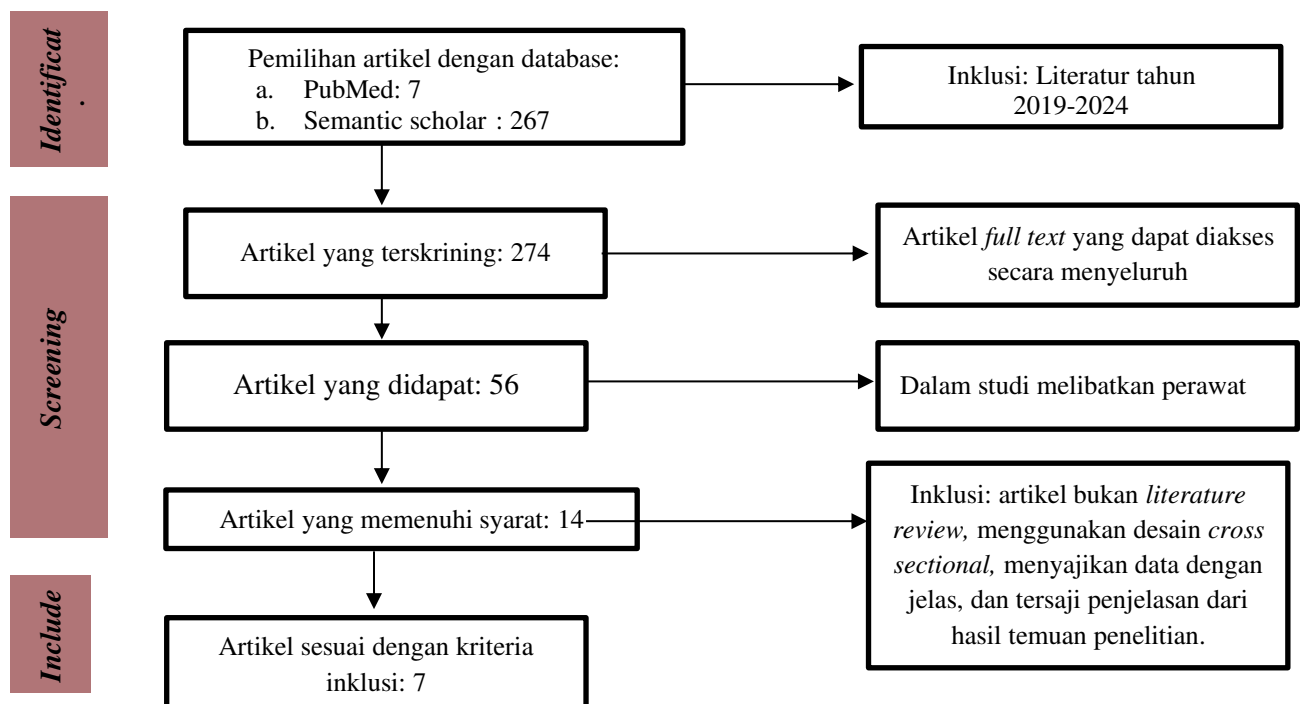 Identificat
.
Pemilihan artikel dengan database:
a. PubMed: 7
b. Semantic scholar : 267
Inklusi: Literatur tahun
2019-2024
Screening
Artikel yang terskrining: 274
Artikel full text yang dapat diakses
secara menyeluruh
Artikel yang didapat: 56
Dalam studi melibatkan perawat
Artikel yang memenuhi syarat: 14
Inklusi: artikel bukan literature
review, menggunakan desain cross
sectional, menyajikan data dengan
jelas, dan tersaji penjelasan dari
hasil temuan penelitian.
Include
Artikel sesuai dengan kriteria
inklusi: 7